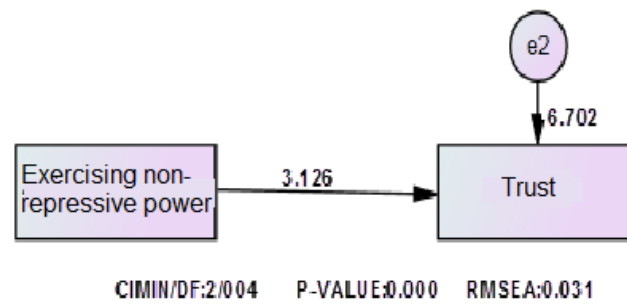 e2
6.702
Exercising non-
repressive power
3.126
Trust
CIMIN/DF:2/004 P-VALUE:0.000 RMSEA:0.031